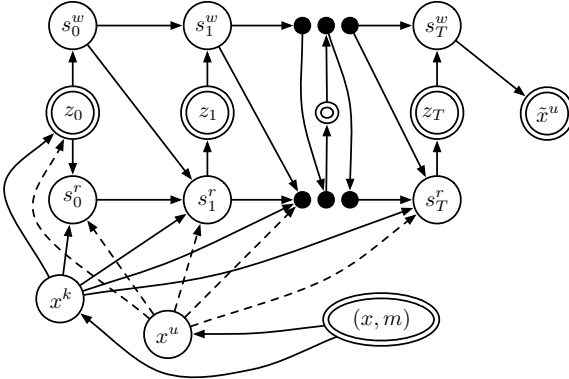 s_0^w s_1^w s_T^w
z_0 z_1 z_T x̃^u
s_0^r s_1^r s_T^r
x^k
x^u (x, m)